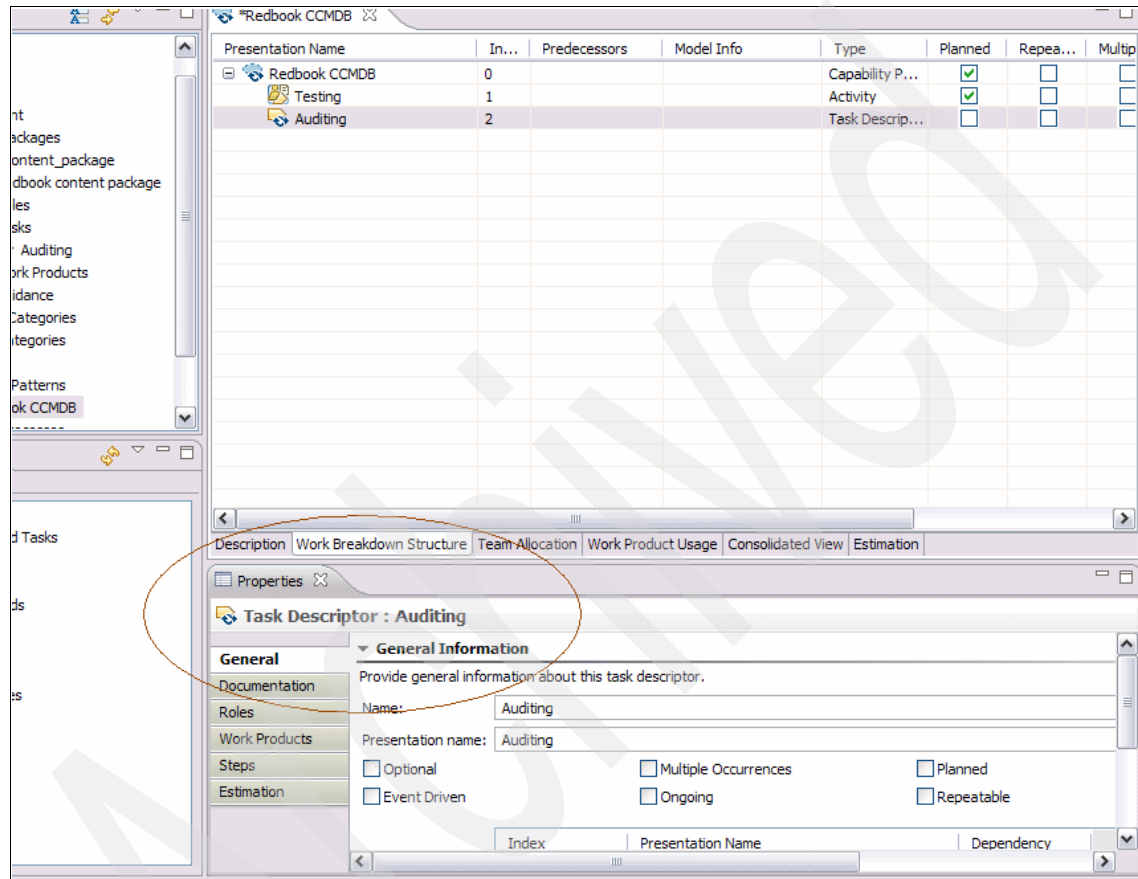 *Redbook CCMDB
Presentation Name In... Predecessors Model Info Type Planned Repea... Multip
Redbook CCMDB 0 Capability P...
Testing 1 Activity
Auditing 2 Task Descrip...
nt
ackages
ontent_package
dbook content package
les
sks
Auditing
ork Products
idance
Categories
tegories
Patterns
ok CCMDB
d Tasks
ds
es
Description Work Breakdown Structure Team Allocation Work Product Usage Consolidated View Estimation
Properties
Task Descriptor : Auditing
General
Documentation
Roles
Work Products
Steps
Estimation
General Information
Provide general information about this task descriptor.
Name: Auditing
Presentation name: Auditing
Optional Multiple Occurrences Planned
Event Driven Ongoing Repeatable
Index Presentation Name Dependency
Archived